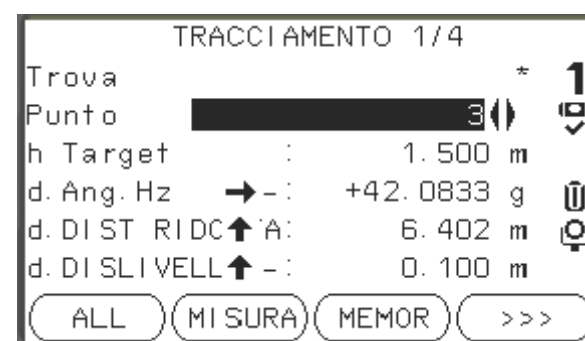 TRACCIAMENTO 1/4
Trova * 1
Punto 3
h Target : 1.500 m
d.Ang.Hz → - : +42.0833 g
d.DIST RIDO↑ A: 6.402 m
d.DISLIVELL↑ - : 0.100 m
ALL MISURA MEMOR >>>